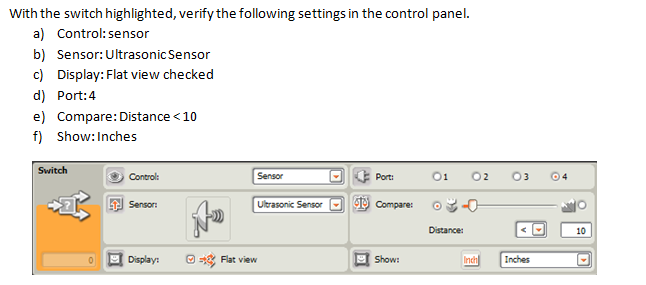 With the switch highlighted, verify the following settings in the control panel.
a) Control: sensor
b) Sensor: Ultrasonic Sensor
c) Display: Flat view checked
d) Port: 4
e) Compare: Distance < 10
f) Show: Inches
Switch
Control: Sensor Port: 1 2 3 4
? Sensor: Ultrasonic Sensor Compare:
Distance: < 10
0 Display: Flat view Show: Inch Inches